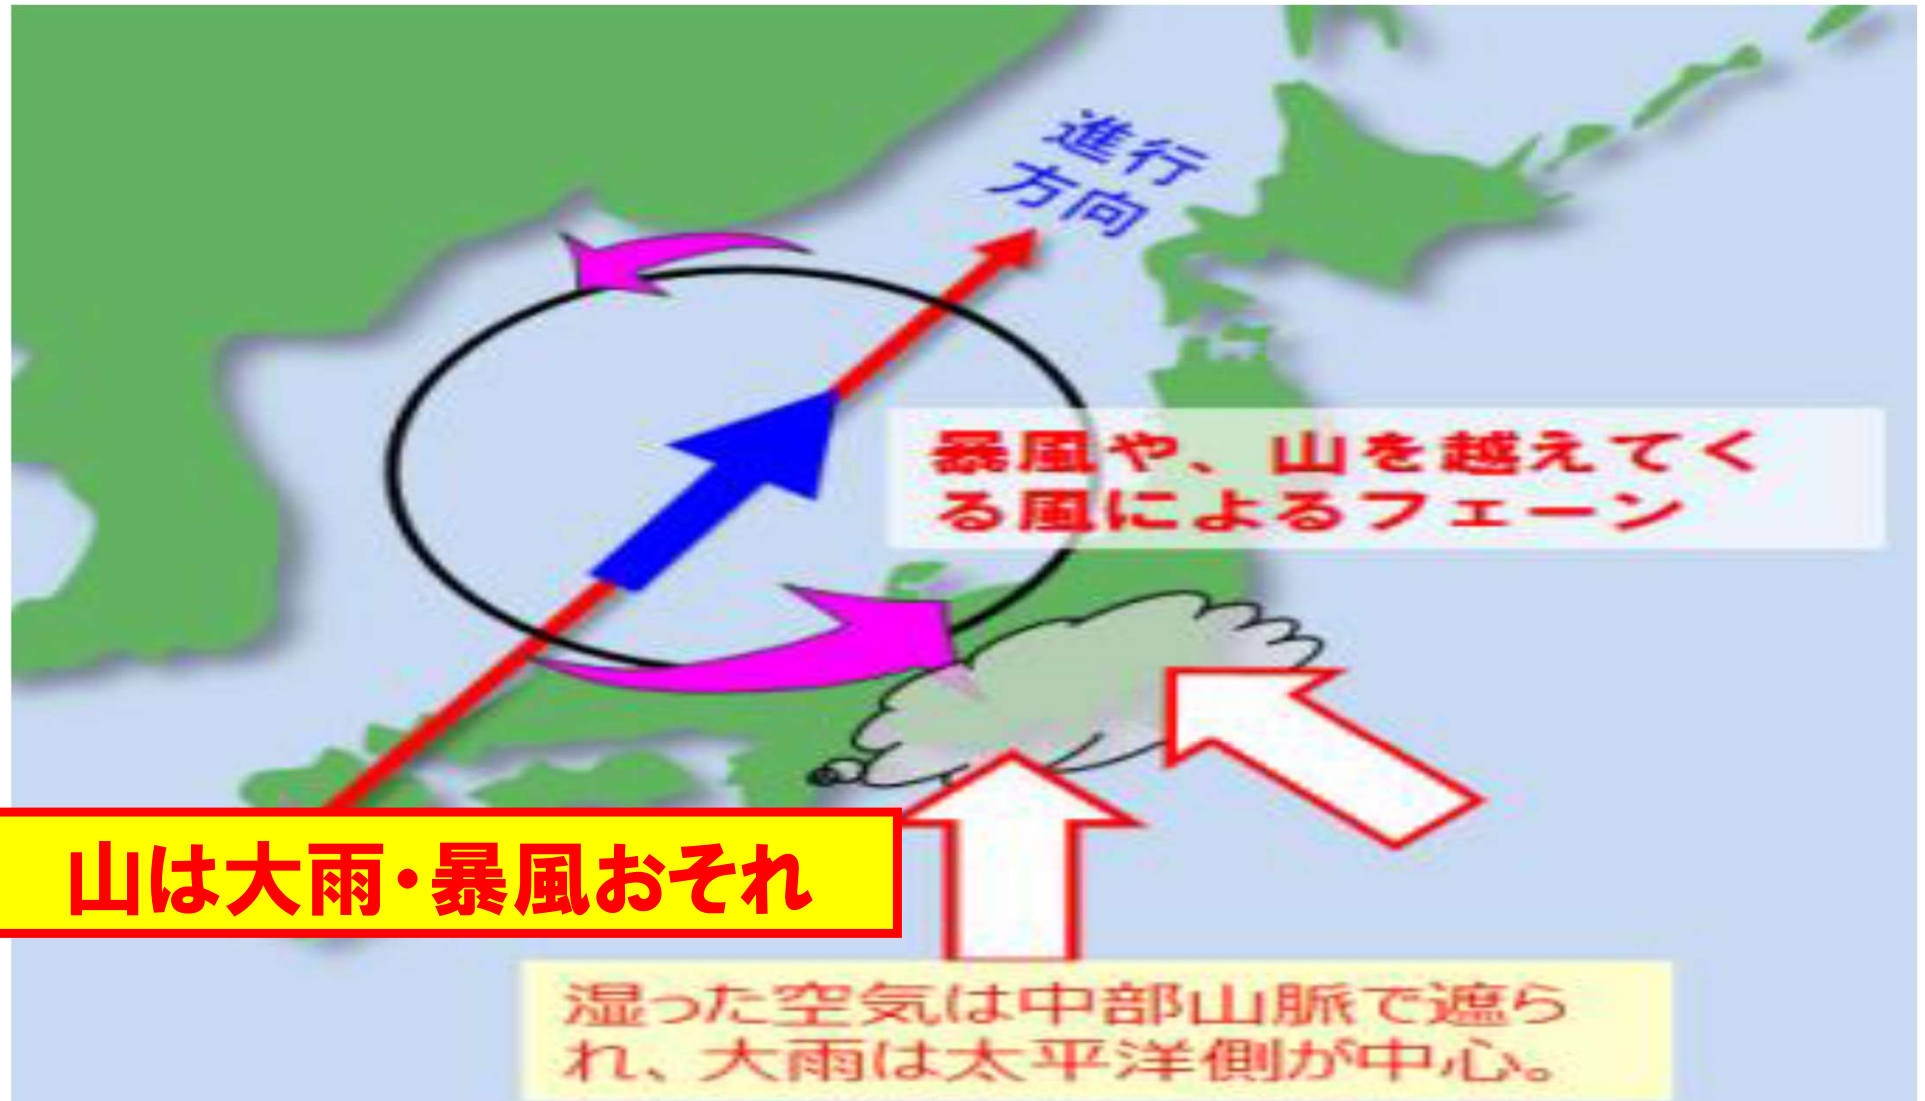 進行
方向
暴風や、山を越えてく
る風によるフェーン
山は大雨・暴風おそれ
湿った空気は中部山脈で遮ら
れ、大雨は太平洋側が中心。